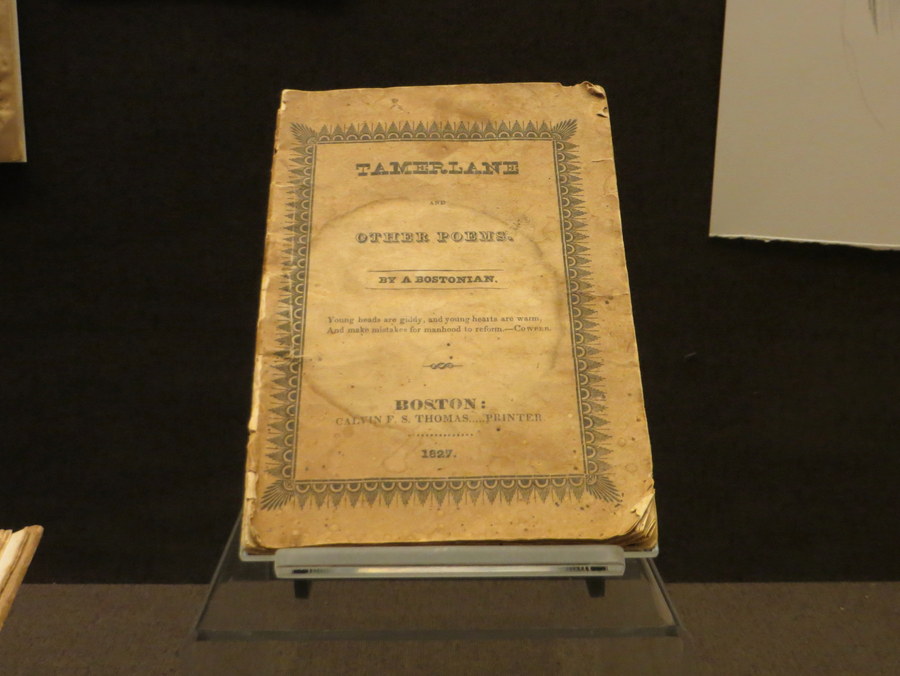 TAMERLANE
AND
OTHER POEMS.
BY A BOSTONIAN.
Young heads are giddy, and young hearts are warm,
And make mistakes for manhood to reform.—COWPER.
BOSTON:
CALVIN F. S. THOMAS....PRINTER
1827.